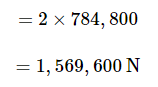 = 2 × 784, 800
= 1, 569, 600 N